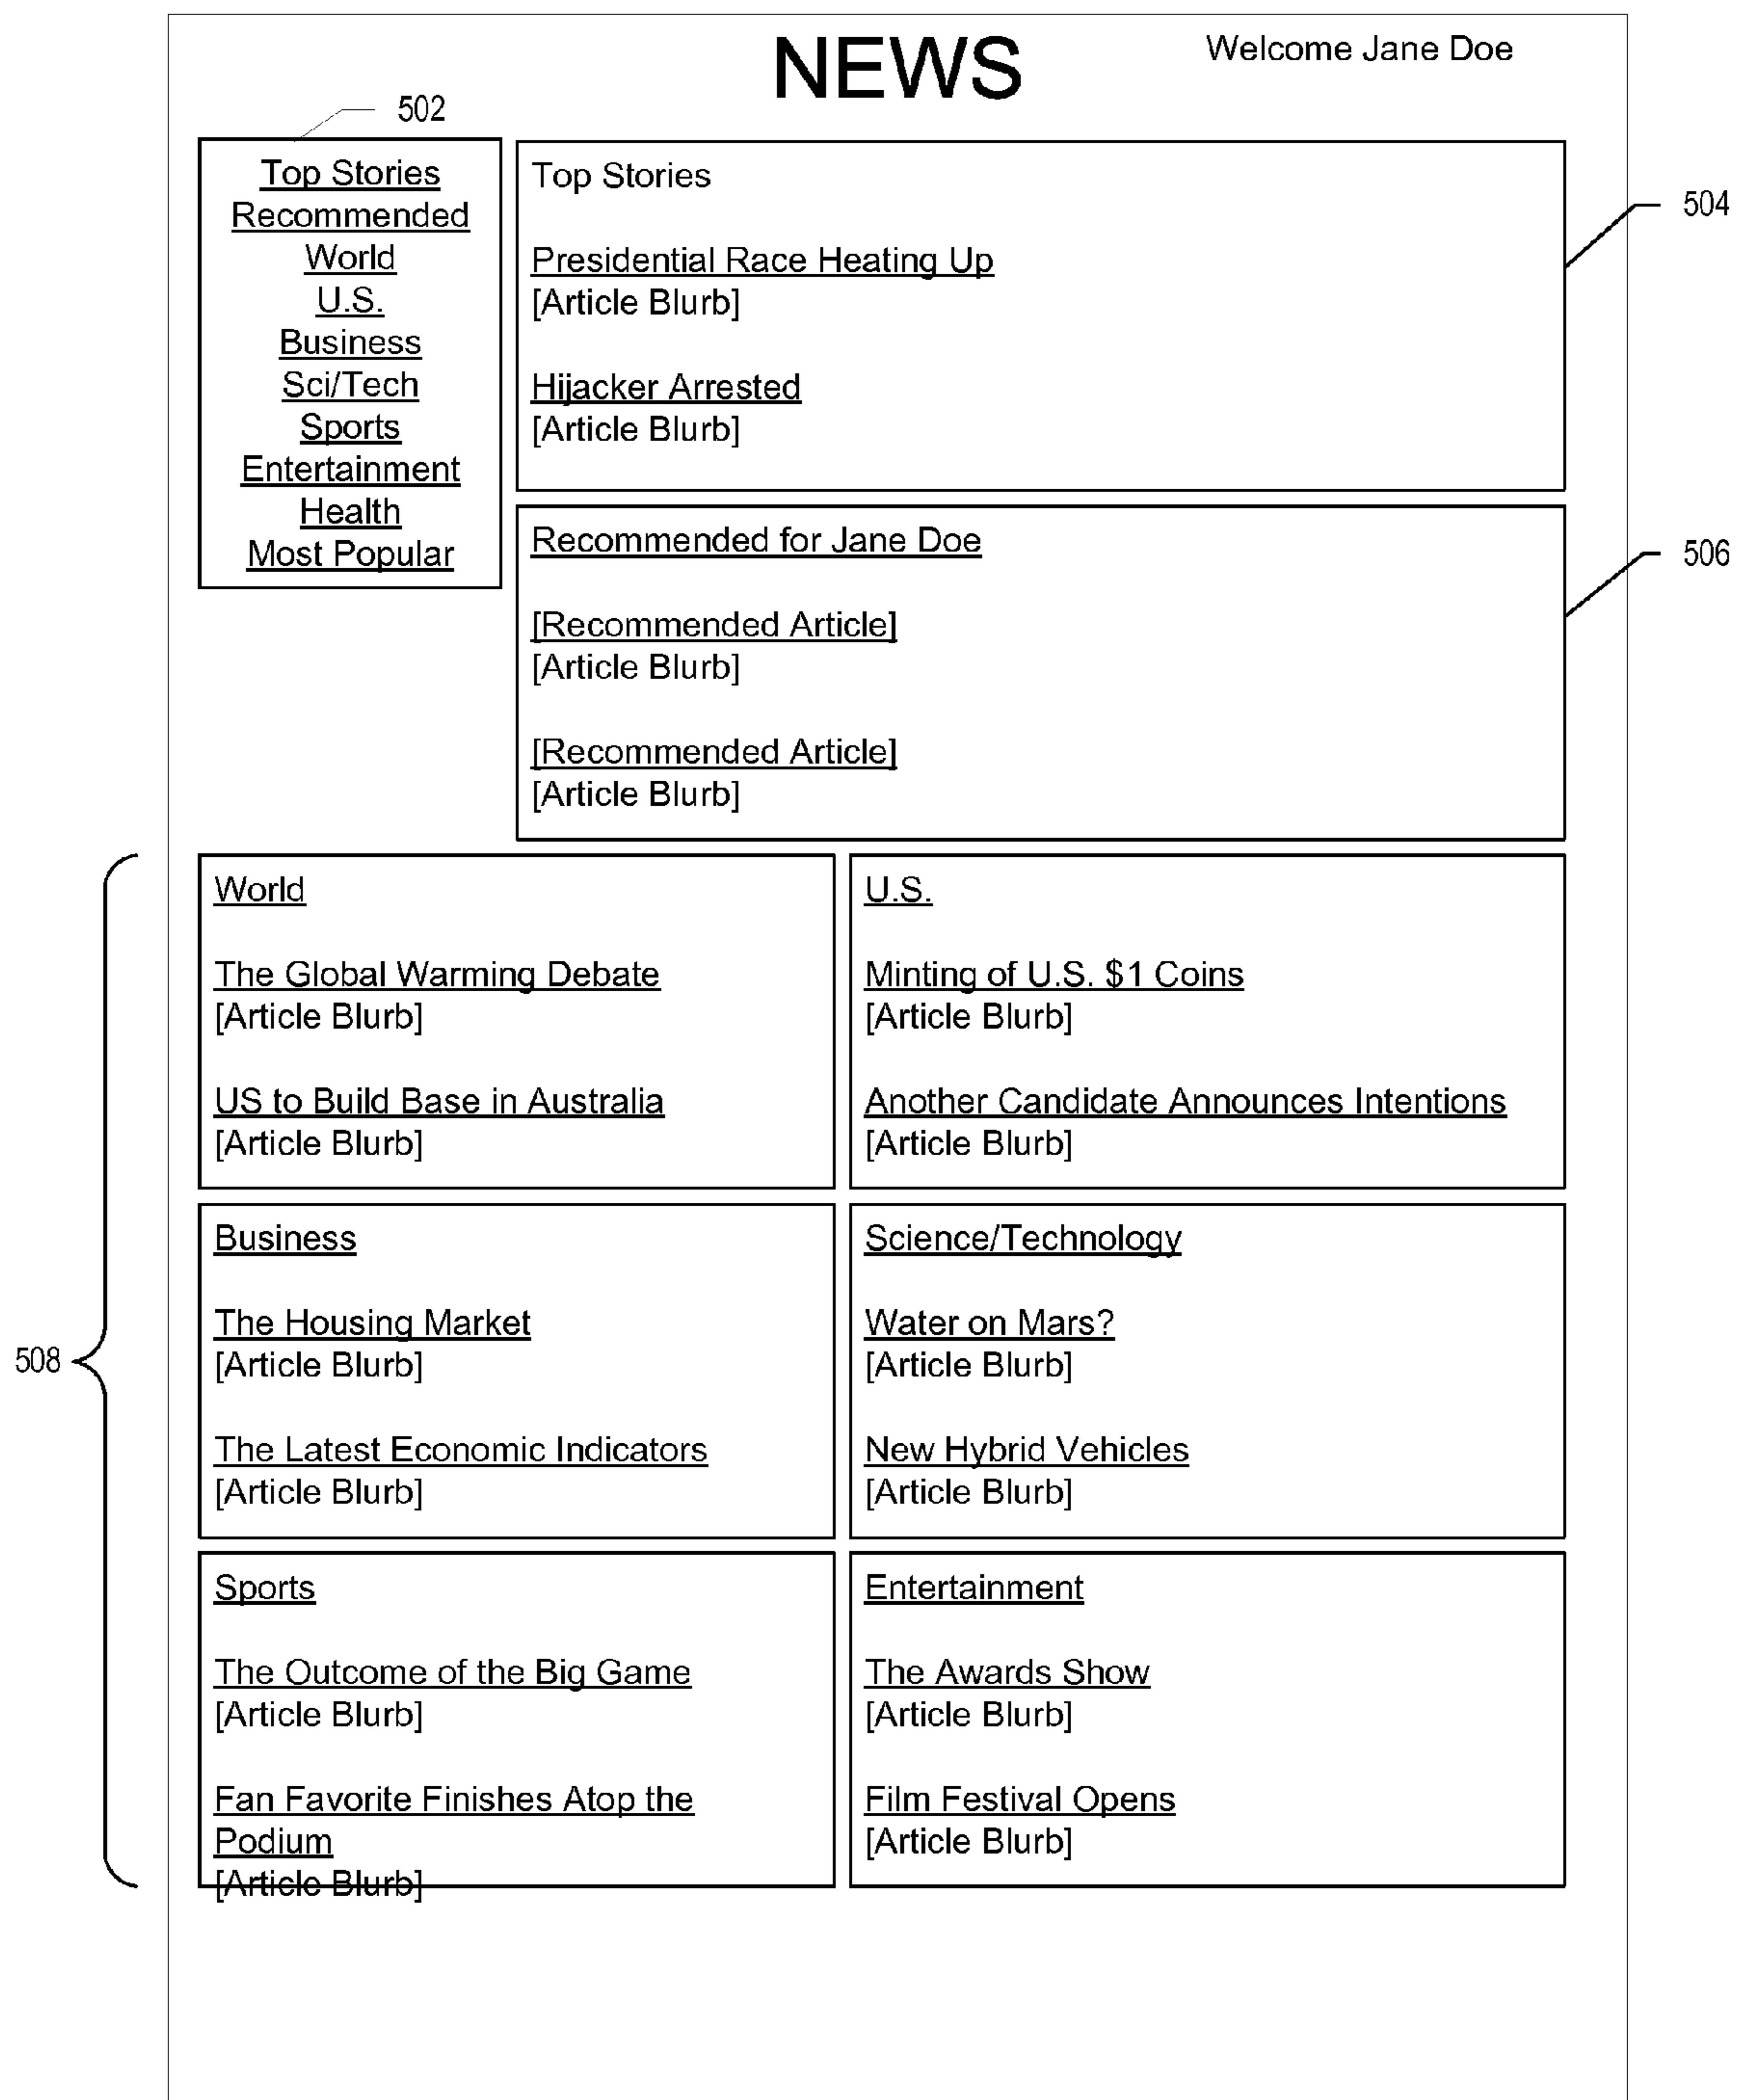 NEWS
Welcome Jane Doe
502
Top Stories
Recommended
World
U.S.
Business
Sci/Tech
Sports
Entertainment
Health
Most Popular
Top Stories
Presidential Race Heating Up
[Article Blurb]
Hijacker Arrested
[Article Blurb]
504
Recommended for Jane Doe
[Recommended Article]
[Article Blurb]
[Recommended Article]
[Article Blurb]
506
508
World
The Global Warming Debate
[Article Blurb]
US to Build Base in Australia
[Article Blurb]
U.S.
Minting of U.S. $1 Coins
[Article Blurb]
Another Candidate Announces Intentions
[Article Blurb]
Business
The Housing Market
[Article Blurb]
The Latest Economic Indicators
[Article Blurb]
Science/Technology
Water on Mars?
[Article Blurb]
New Hybrid Vehicles
[Article Blurb]
Sports
The Outcome of the Big Game
[Article Blurb]
Fan Favorite Finishes Atop the
Podium
[Article Blurb]
Entertainment
The Awards Show
[Article Blurb]
Film Festival Opens
[Article Blurb]